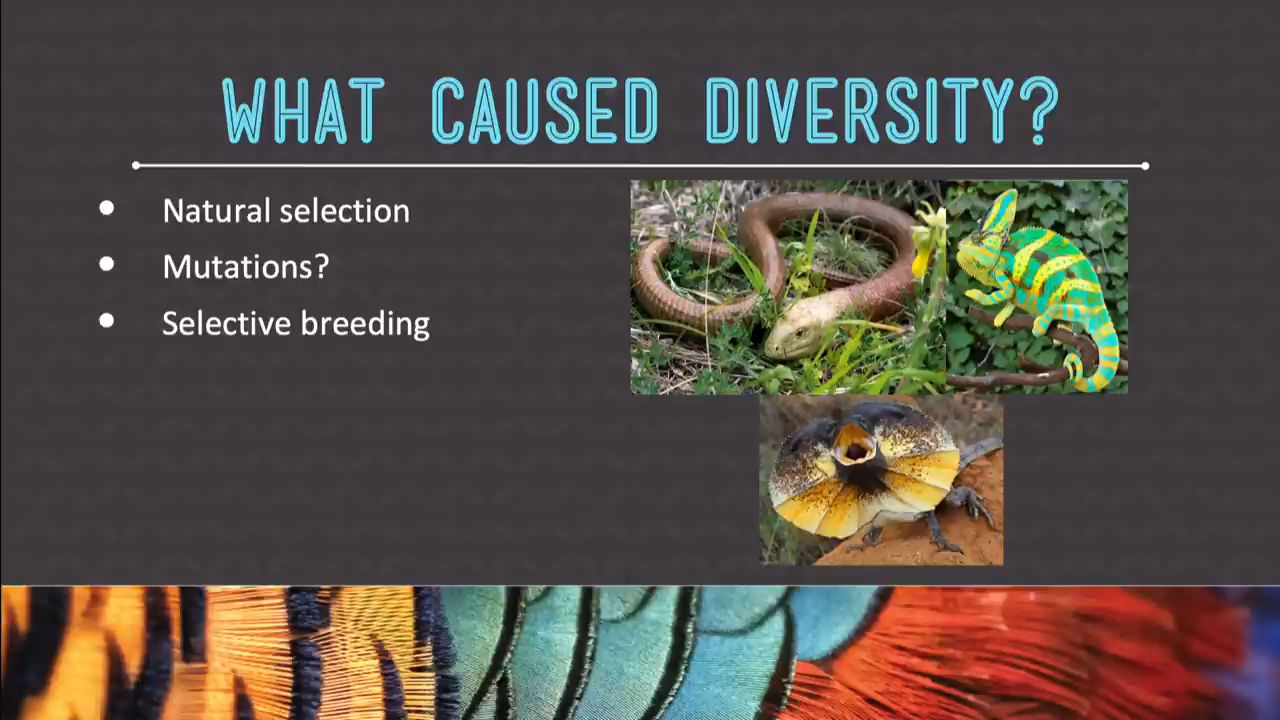 WHAT CAUSED DIVERSITY?
• Natural selection
• Mutations?
• Selective breeding